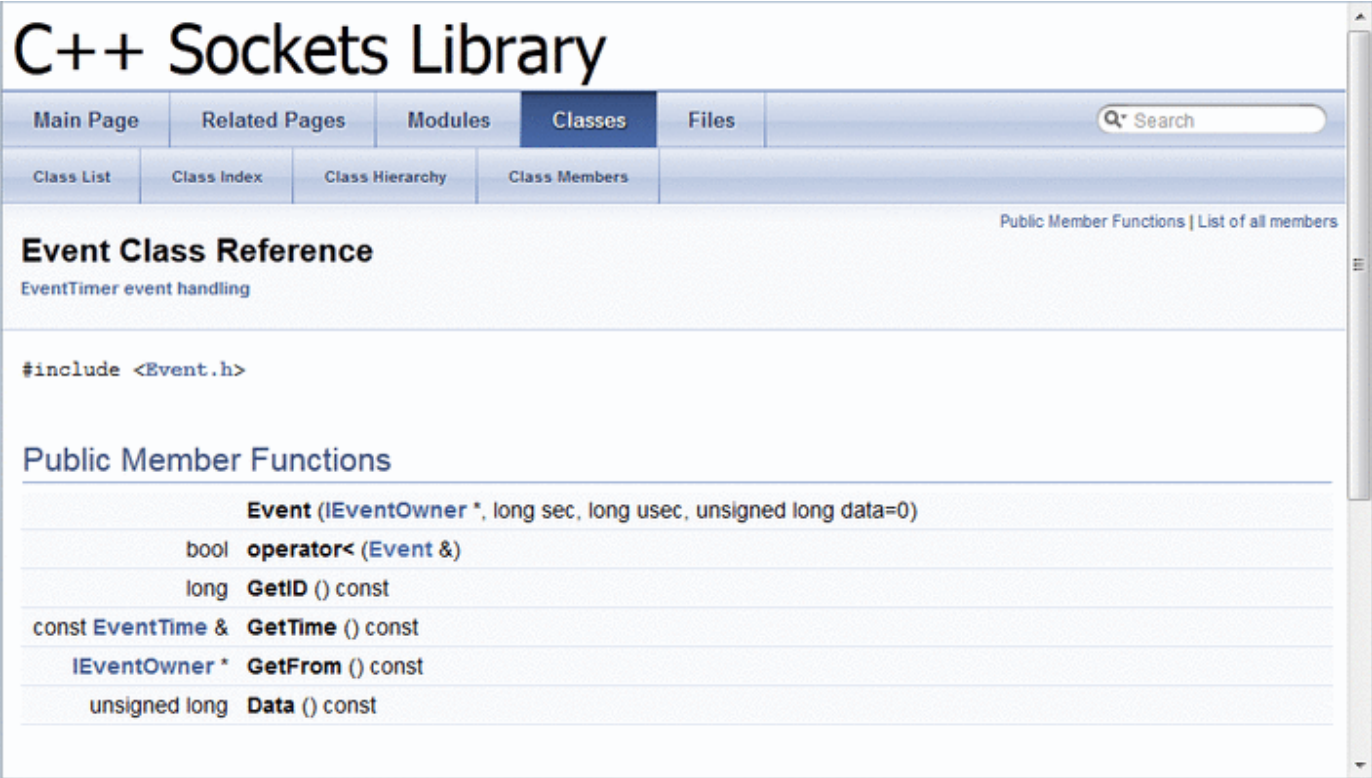 C++ Sockets Library
Main Page Related Pages Modules Classes Files Search
Class List Class Index Class Hierarchy Class Members
Public Member Functions | List of all members
Event Class Reference
EventTimer event handling
#include <Event.h>
Public Member Functions
Event (IEventOwner *, long sec, long usec, unsigned long data=0)
bool operator< (Event &)
long GetID () const
const EventTime & GetTime () const
IEventOwner * GetFrom () const
unsigned long Data () const